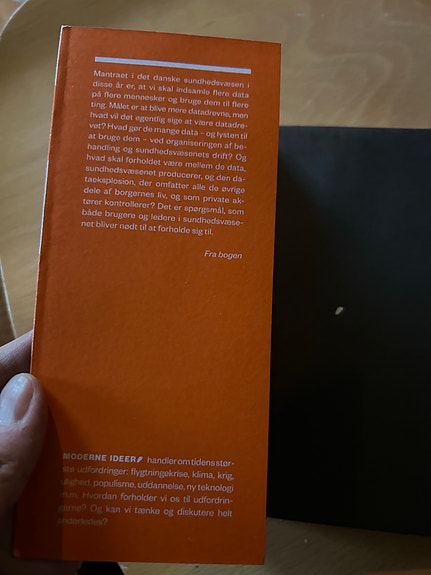 Mantraet i det danske sundhedsvæsen i
disse år er, at vi skal indsamle flere data
på flere mennesker og bruge dem til flere
ting. Målet er at blive mere datadrevne, men
hvad vil det egentlig sige at være datadre-
vet? Hvad gør de mange data – og lysten til
at bruge dem – ved organiseringen af be-
handling og sundhedsvæsenets drift? Og
hvad skal forholdet være mellem de data,
sundhedsvæsenet producerer, og den da-
taeksplosion, der omfatter alle de øvrige
dele af borgernes liv, og som private ak-
tører kontrollerer? Det er spørgsmål, som
både brugere og ledere i sundhedsvæse-
net bliver nødt til at forholde sig til.
Fra bogen
MODERNE IDEER handler om tidens stør-
ste udfordringer: flygtningekrise, klima, krig,
ulighed, populisme, uddannelse, ny teknologi
m.m. Hvordan forholder vi os til udfordrin-
gerne? Og kan vi tænke og diskutere helt
anderledes?